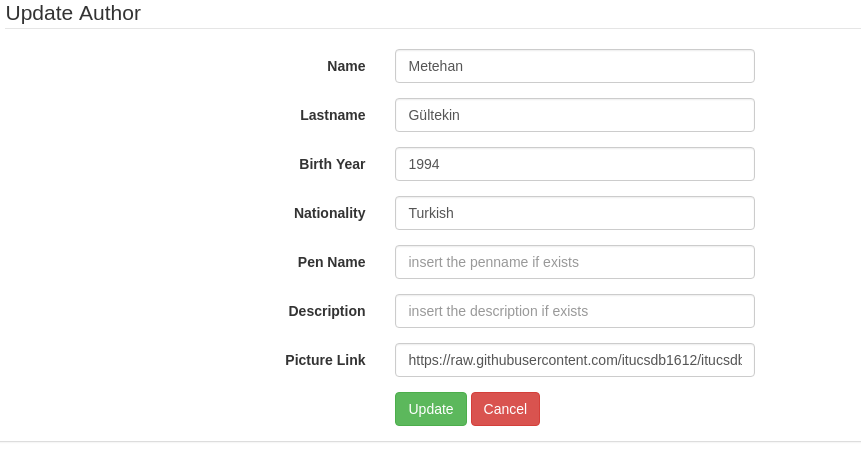 Update Author
Name Metehan
Lastname Gültekin
Birth Year 1994
Nationality Turkish
Pen Name insert the penname if exists
Description insert the description if exists
Picture Link https://raw.githubusercontent.com/itucsdb1612/itucsdb
Update Cancel